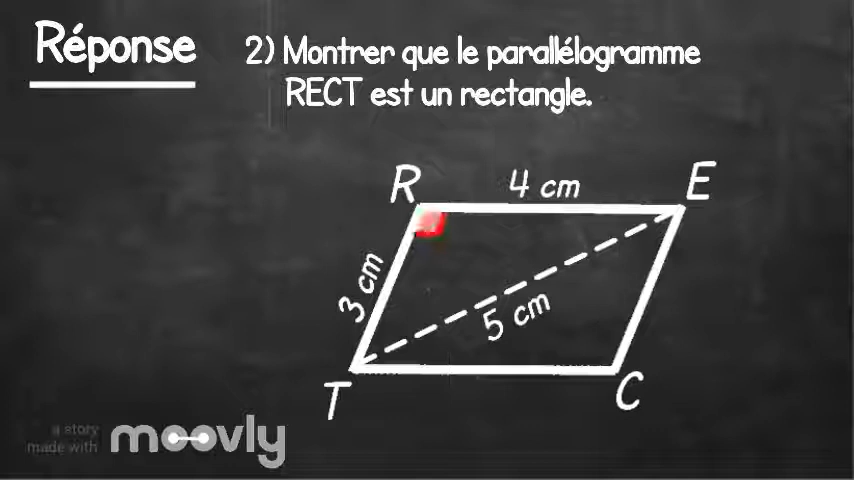 Réponse
2) Montrer que le parallélogramme
RECT est un rectangle.
R
4 cm
E
3 cm
5 cm
T
C
a story
made with
moovly